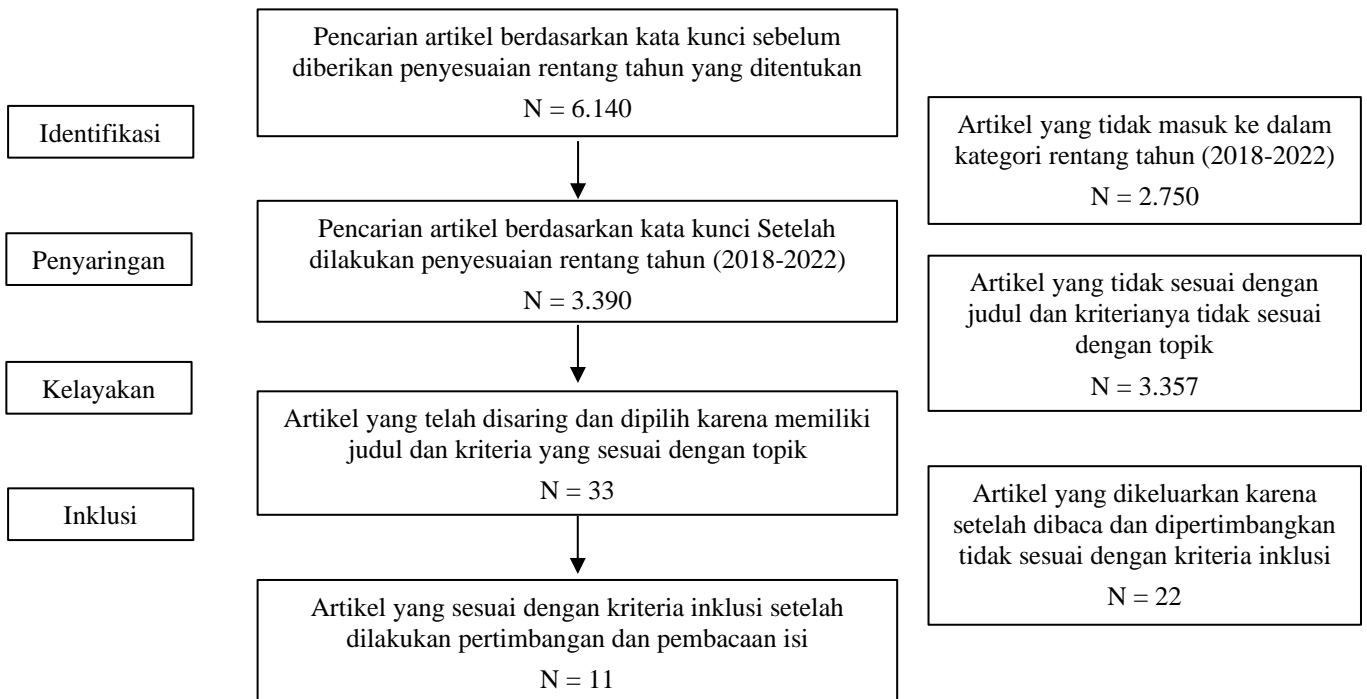 Pencarian artikel berdasarkan kata kunci sebelum
diberikan penyesuaian rentang tahun yang ditentukan
N = 6.140
Identifikasi
Artikel yang tidak masuk ke dalam
kategori rentang tahun (2018-2022)
N = 2.750
Pencarian artikel berdasarkan kata kunci Setelah
dilakukan penyesuaian rentang tahun (2018-2022)
N = 3.390
Penyaringan
Artikel yang tidak sesuai dengan
judul dan kriterianya tidak sesuai
dengan topik
N = 3.357
Kelayakan
Artikel yang telah disaring dan dipilih karena memiliki
judul dan kriteria yang sesuai dengan topik
N = 33
Inklusi
Artikel yang dikeluarkan karena
setelah dibaca dan dipertimbangkan
tidak sesuai dengan kriteria inklusi
N = 22
Artikel yang sesuai dengan kriteria inklusi setelah
dilakukan pertimbangan dan pembacaan isi
N = 11